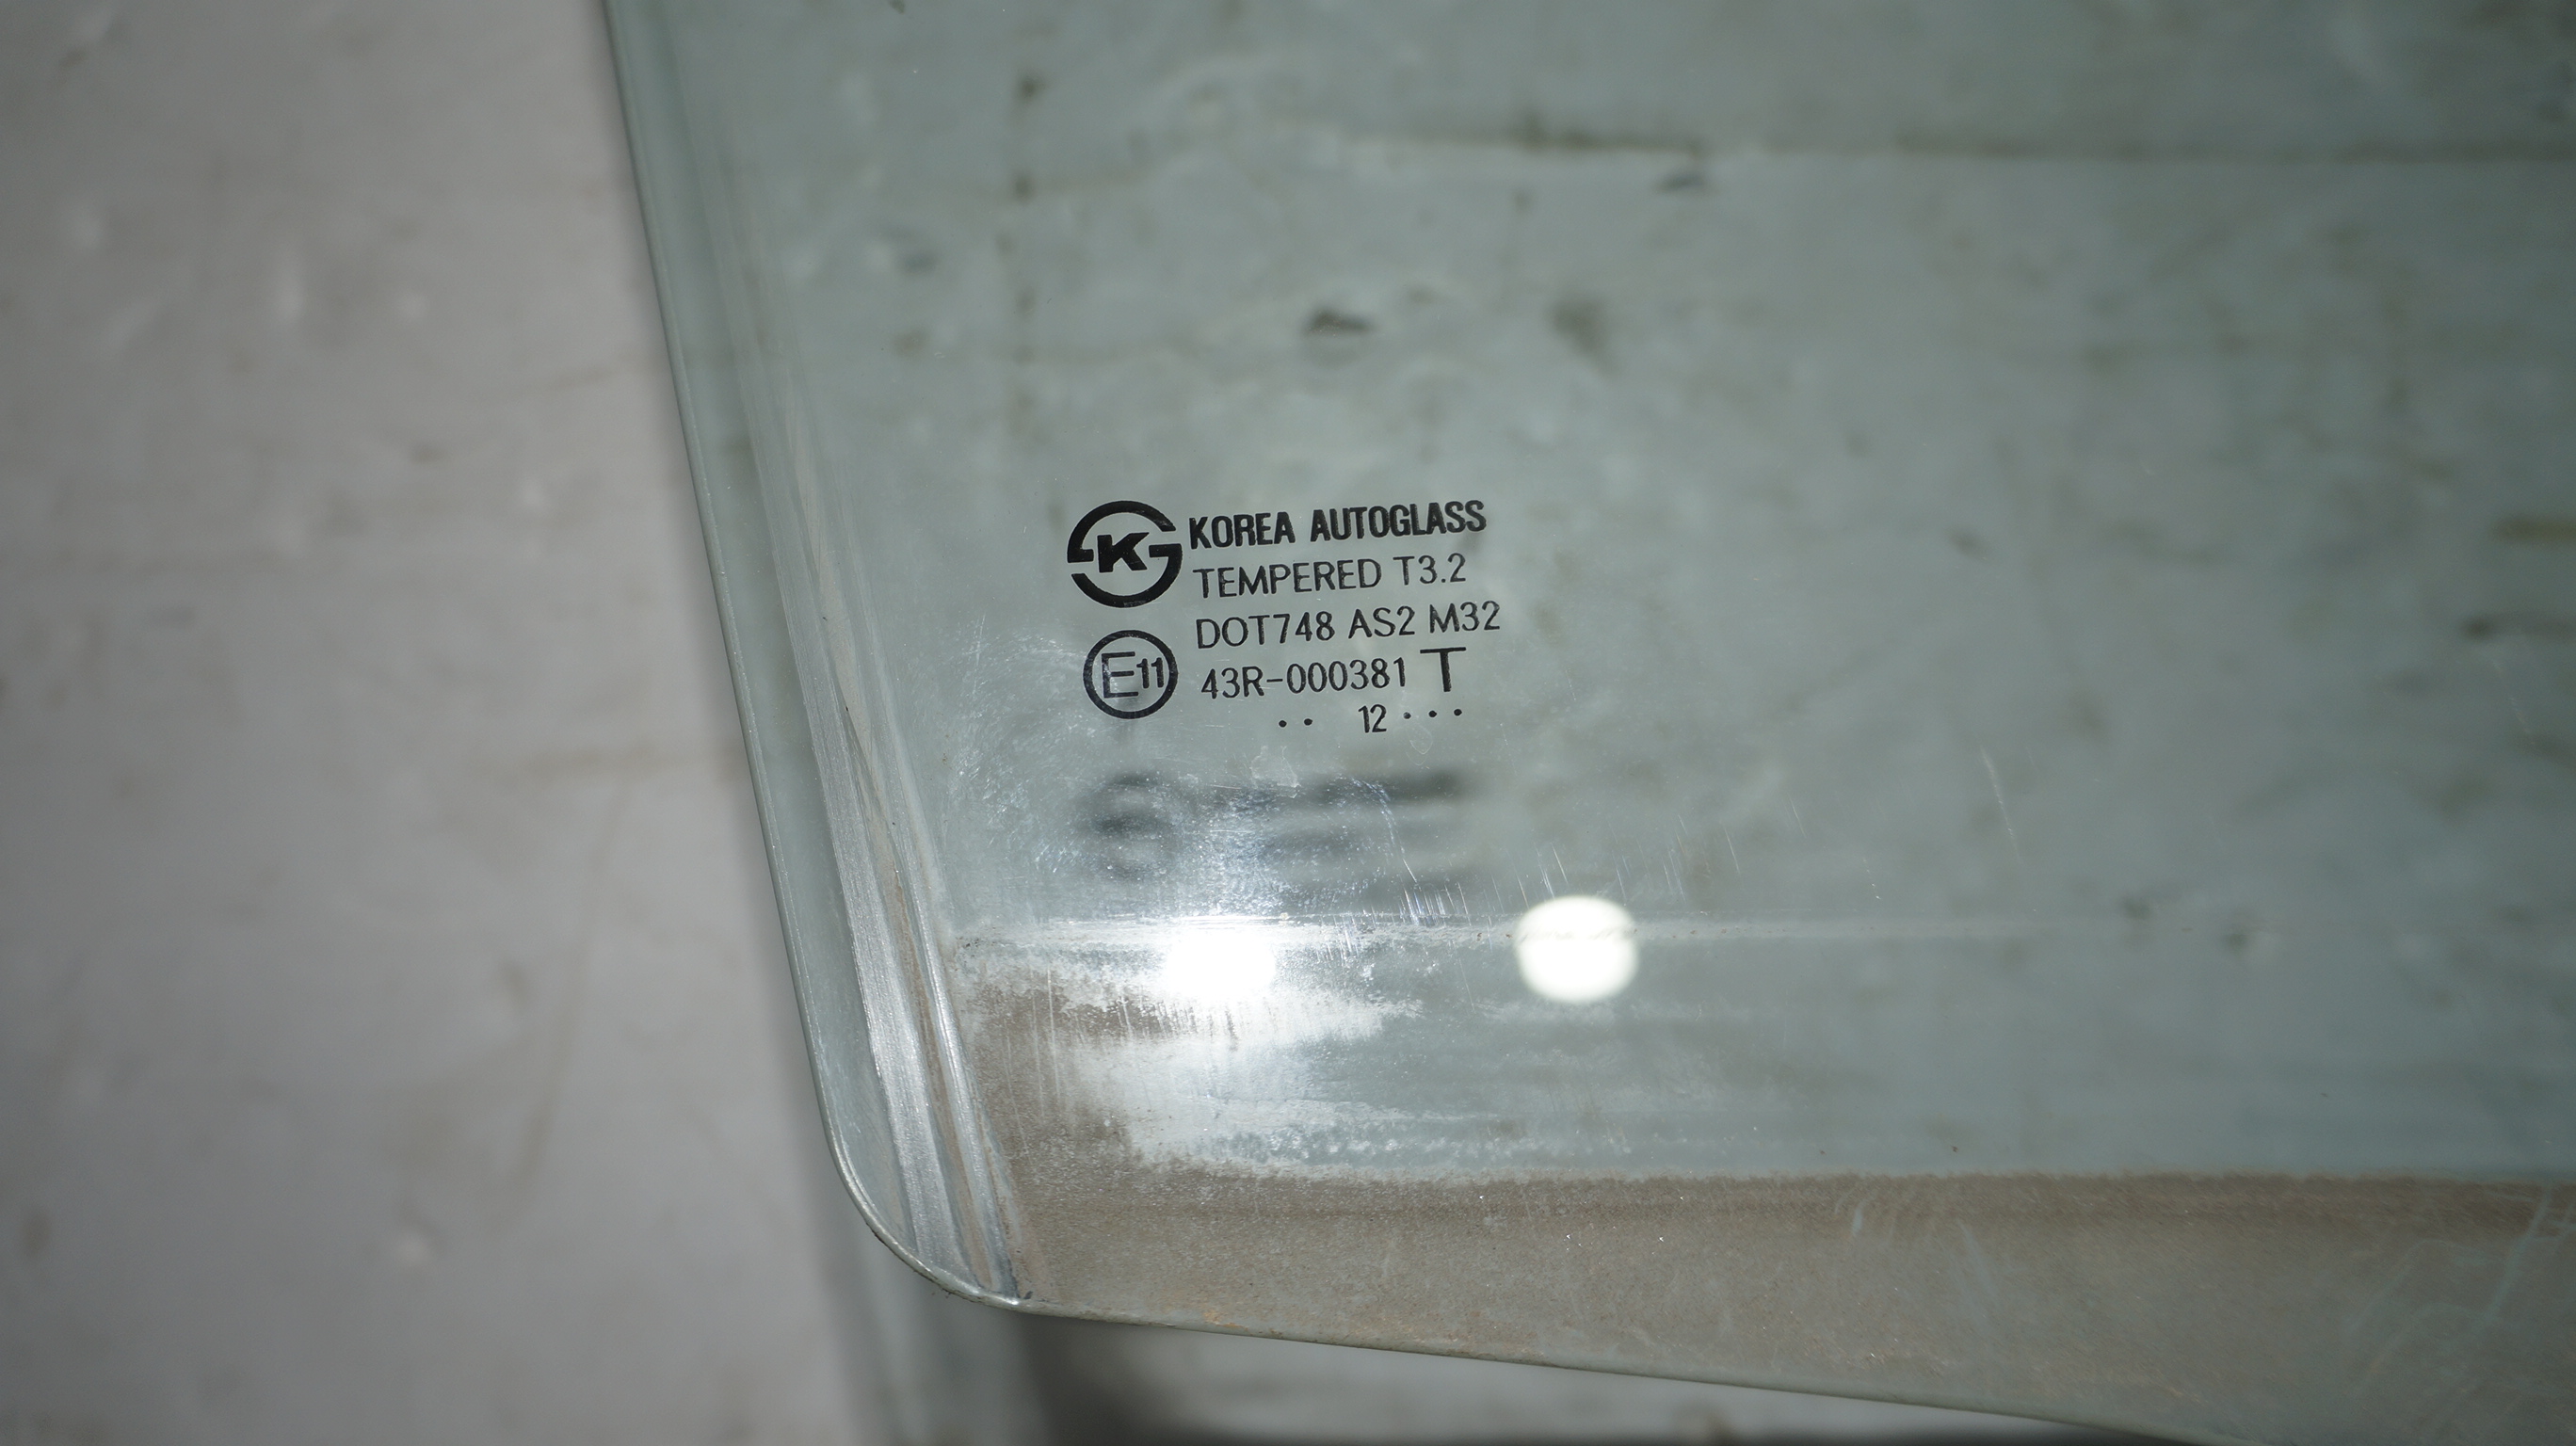 K KOREA AUTOGLASS
TEMPERED T3.2
DOT748 AS2 M32
E11 43R-000381 T
.. 12...